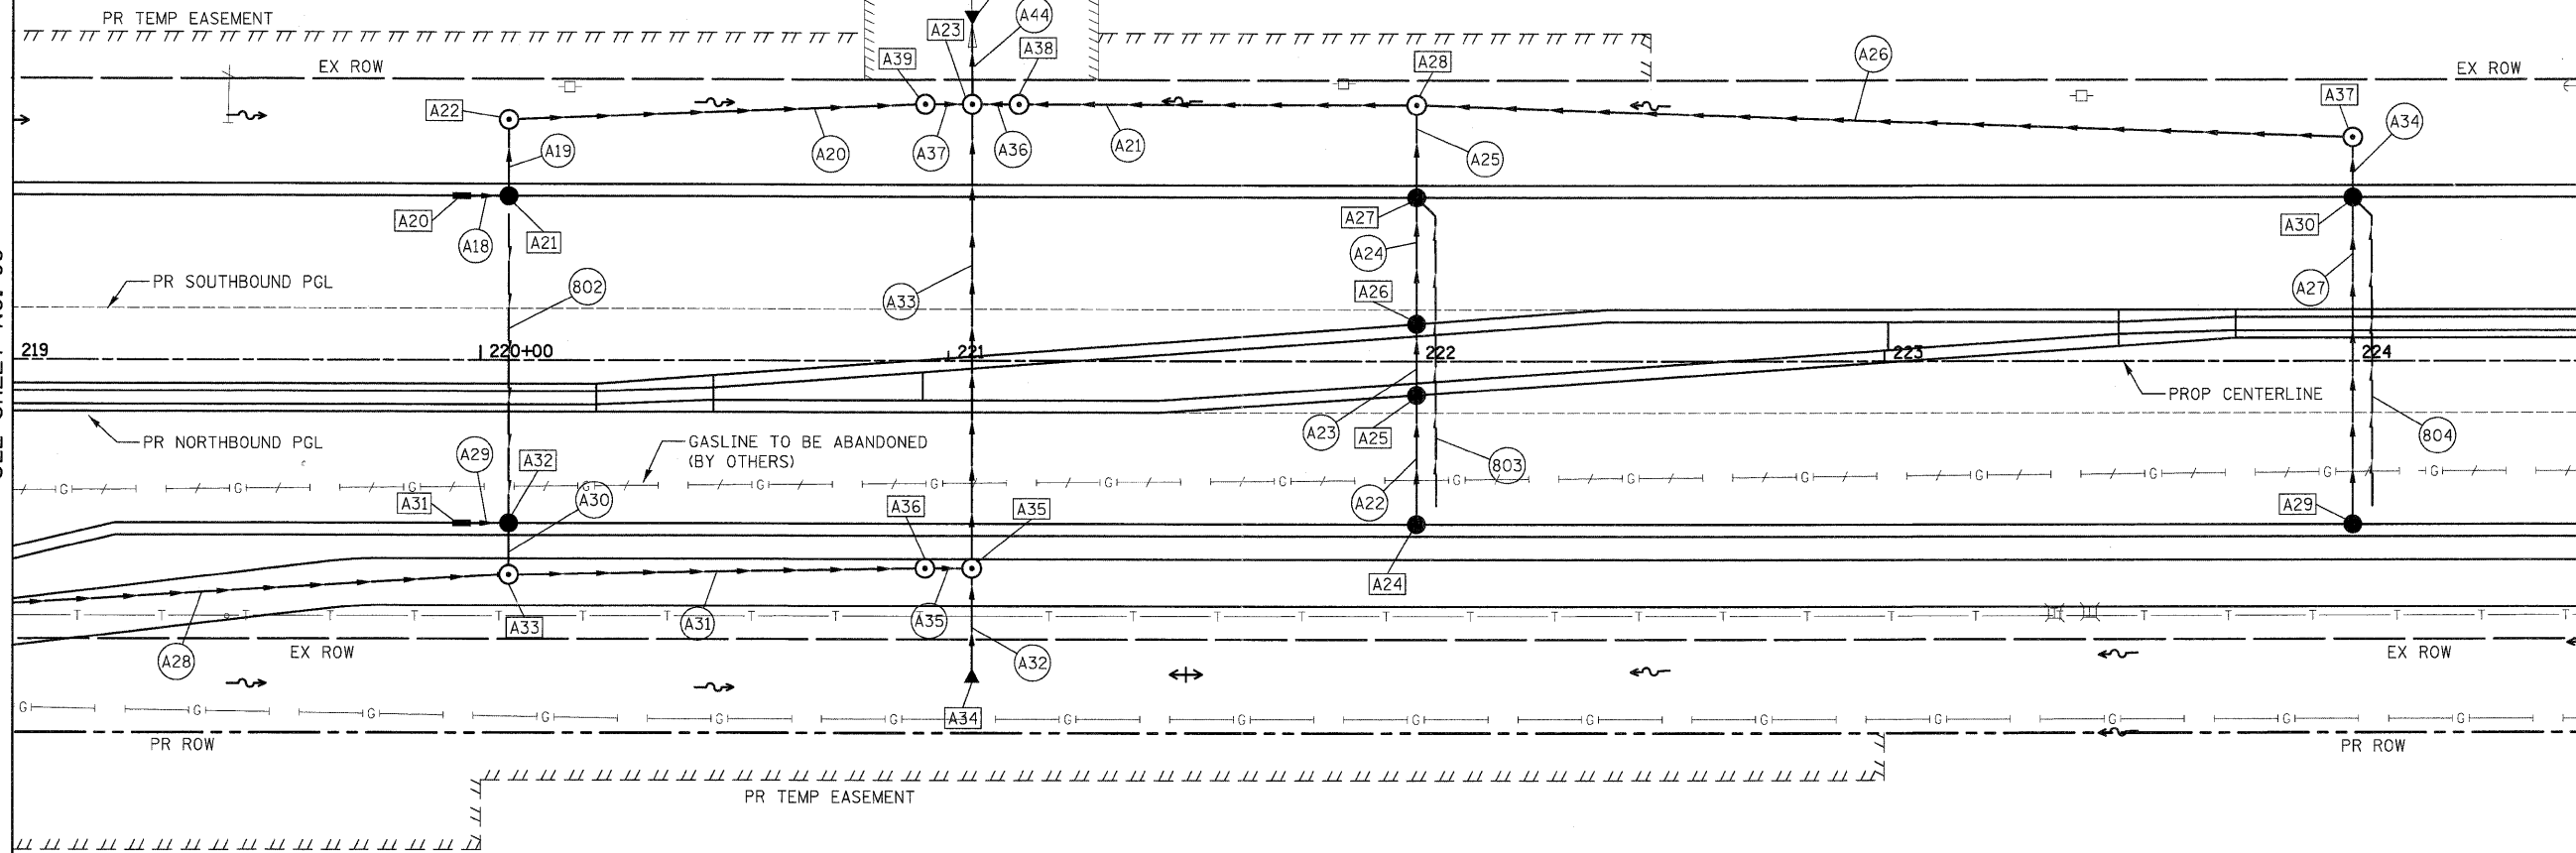 PR TEMP EASEMENT
A44
A23
A38
A39
A28
A26
EX ROW
EX ROW
A37
A22
A34
A19
A20
A37
A36
A21
A25
A20
A18
A21
A27
A30
A24
PR SOUTHBOUND PGL
802
A33
A26
A27
219
220+00
221
222
223
224
PROP CENTERLINE
PR NORTHBOUND PGL
GASLINE TO BE ABANDONED
(BY OTHERS)
A23
A25
804
A29
A32
803
G G G G G G G G G G G G G G G
A31
A30
A36
A35
A22
A29
A24
T T T T T T T T T T T T T T T T T T T T T T T T T T T T T
A33
A31
A35
EX ROW
A28
A32
EX ROW
G G G G G G G G G G G G G G G
A34
PR ROW
PR ROW
PR TEMP EASEMENT